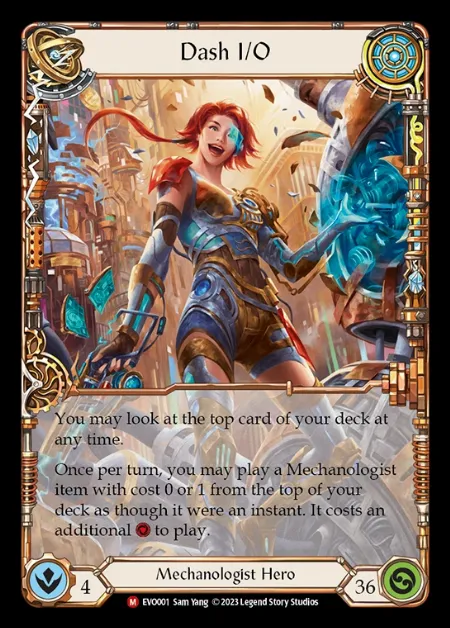 Dash I/O
You may look at the top card of your deck at
any time.
Once per turn, you may play a Mechanologist
item with cost 0 or 1 from the top of your
deck as though it were an instant. It costs an
additional to play.
4
Mechanologist Hero
36
M EVO001 Sam Yang © 2023 Legend Story Studios